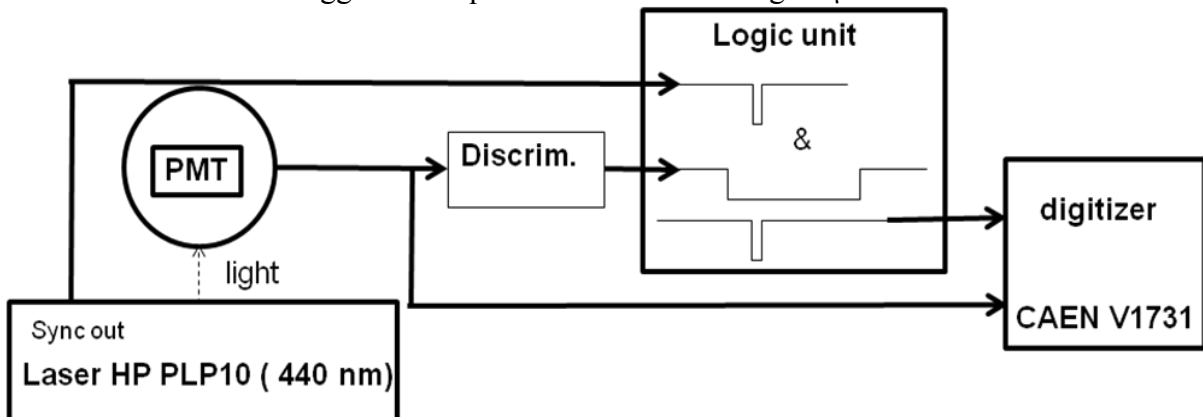 Logic unit
&
PMT
Discrim.
light
digitizer
CAEN V1731
Sync out
Laser HP PLP10 ( 440 nm)